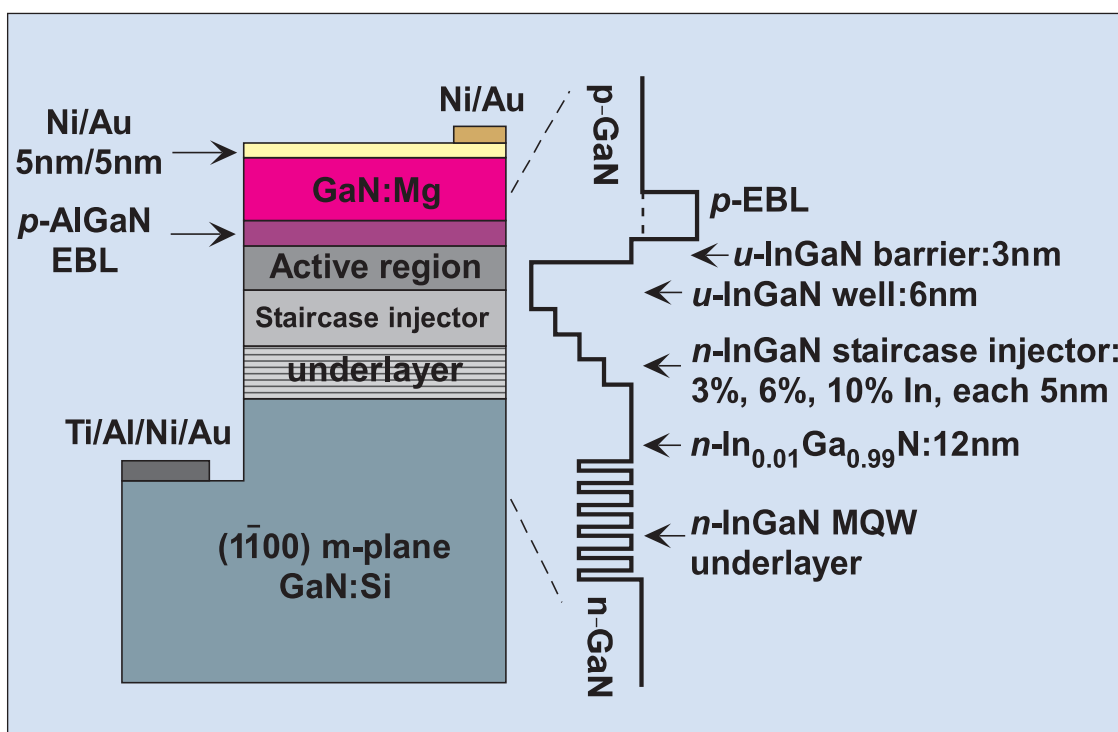 Ni/Au
5nm/5nm
Ni/Au
GaN:Mg
p-AlGaN
EBL
Active region
Staircase injector
underlayer
Ti/Al/Ni/Au
(11̅00) m-plane
GaN:Si
p-GaN
p-EBL
u-InGaN barrier:3nm
u-InGaN well:6nm
n-InGaN staircase injector:
3%, 6%, 10% In, each 5nm
n-In₀.₀₁Ga₀.₉₉N:12nm
n-InGaN MQW
underlayer
n-GaN